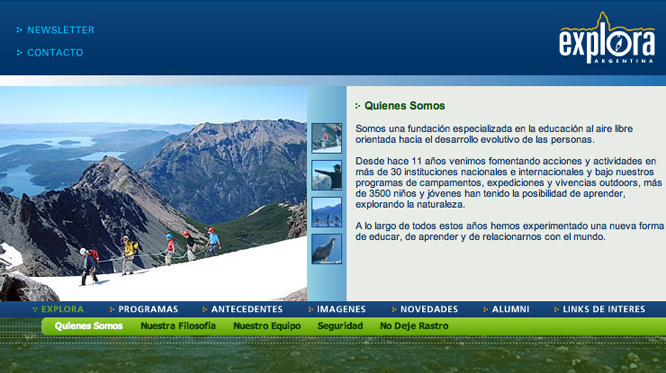 NEWSLETTER
CONTACTO
explora
ARGENTINA
Quienes Somos
Somos una fundación especializada en la educación al aire libre
orientada hacia el desarrollo evolutivo de las personas.
Desde hace 11 años venimos fomentando acciones y actividades en
más de 30 instituciones nacionales e internacionales y bajo nuestros
programas de campamentos, expediciones y vivencias outdoors, más
de 3500 niños y jóvenes han tenido la posibilidad de aprender,
explorando la naturaleza.
A lo largo de todos estos años hemos experimentado una nueva forma
de educar, de aprender y de relacionarnos con el mundo.
EXPLORA PROGRAMAS ANTECEDENTES IMAGENES NOVEDADES ALUMNI LINKS DE INTERES
Quienes Somos Nuestra Filosofía Nuestro Equipo Seguridad No Deje Rastro